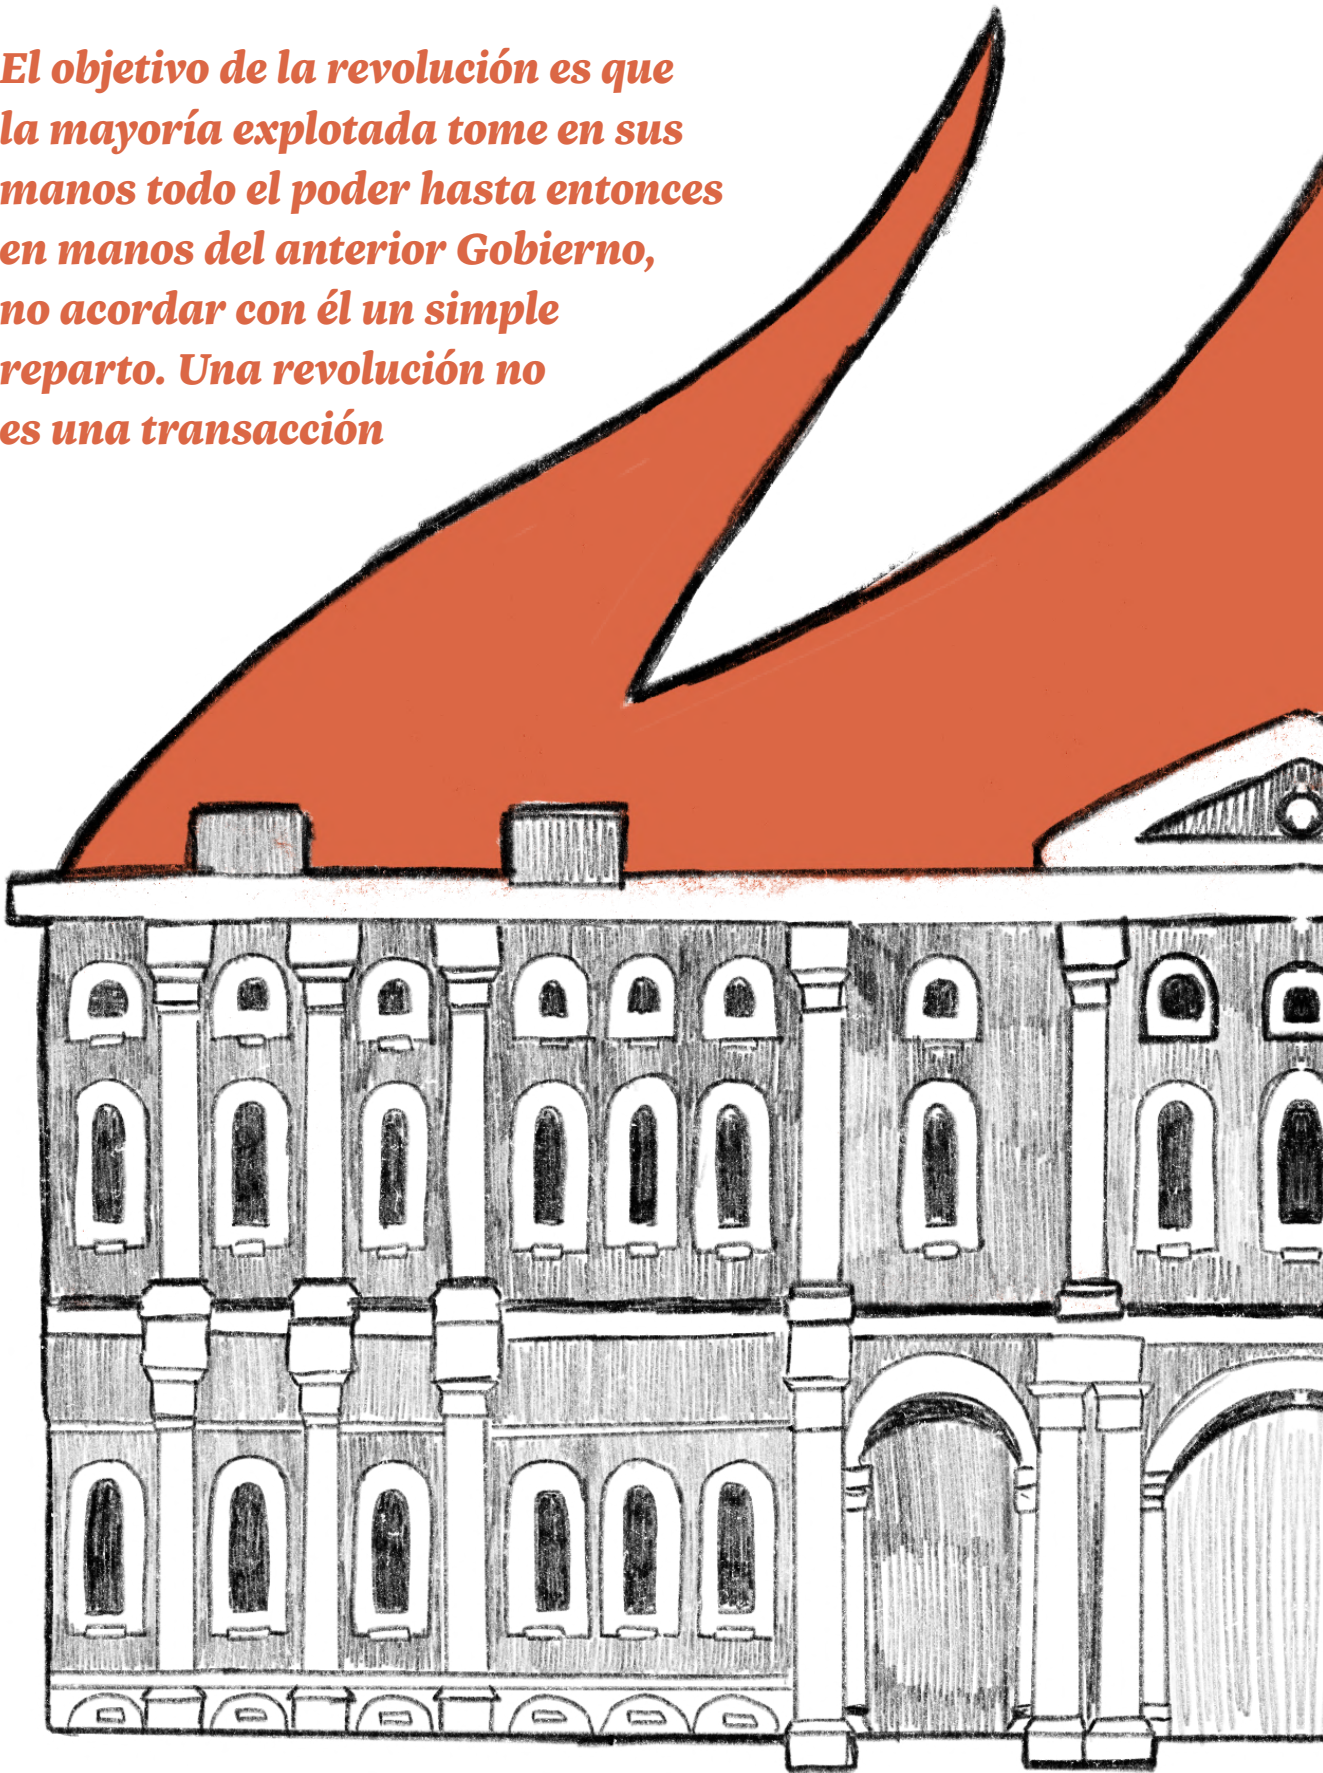 El objetivo de la revolución es que
la mayoría explotada tome en sus
manos todo el poder hasta entonces
en manos del anterior Gobierno,
no acordar con él un simple
reparto. Una revolución no
es una transacción